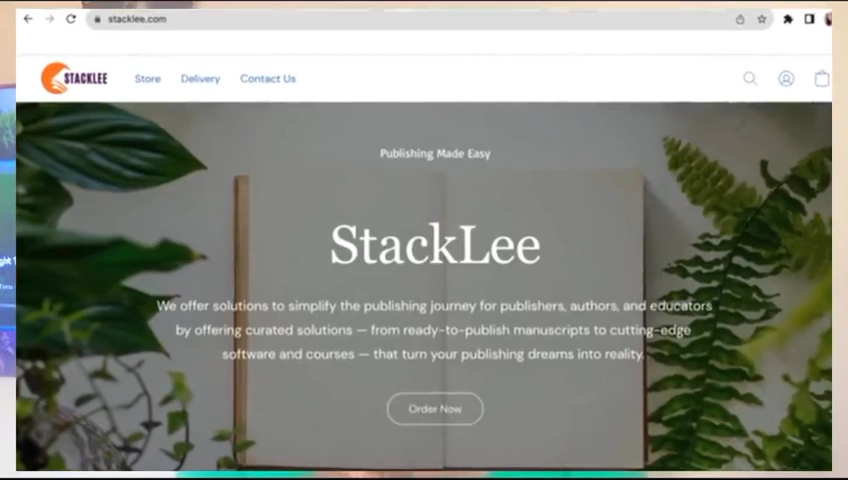 stacklee.com
STACKLEE
Store Delivery Contact Us
Publishing Made Easy
StackLee
We offer solutions to simplify the publishing journey for publishers, authors, and educators
by offering curated solutions — from ready-to-publish manuscripts to cutting-edge
software and courses — that turn your publishing dreams into reality.
Order Now